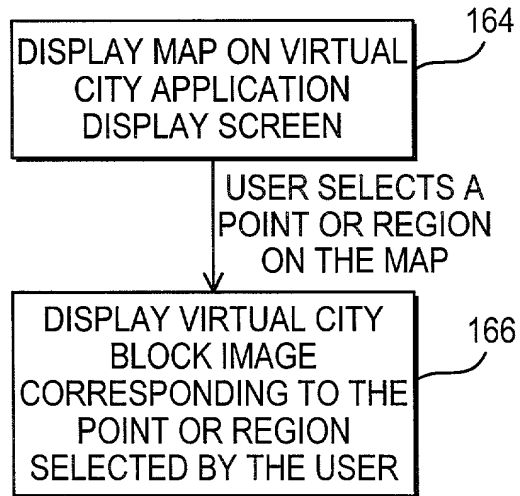 164
DISPLAY MAP ON VIRTUAL
CITY APPLICATION
DISPLAY SCREEN
USER SELECTS A
POINT OR REGION
ON THE MAP
DISPLAY VIRTUAL CITY
BLOCK IMAGE
CORRESPONDING TO THE
POINT OR REGION
SELECTED BY THE USER
166